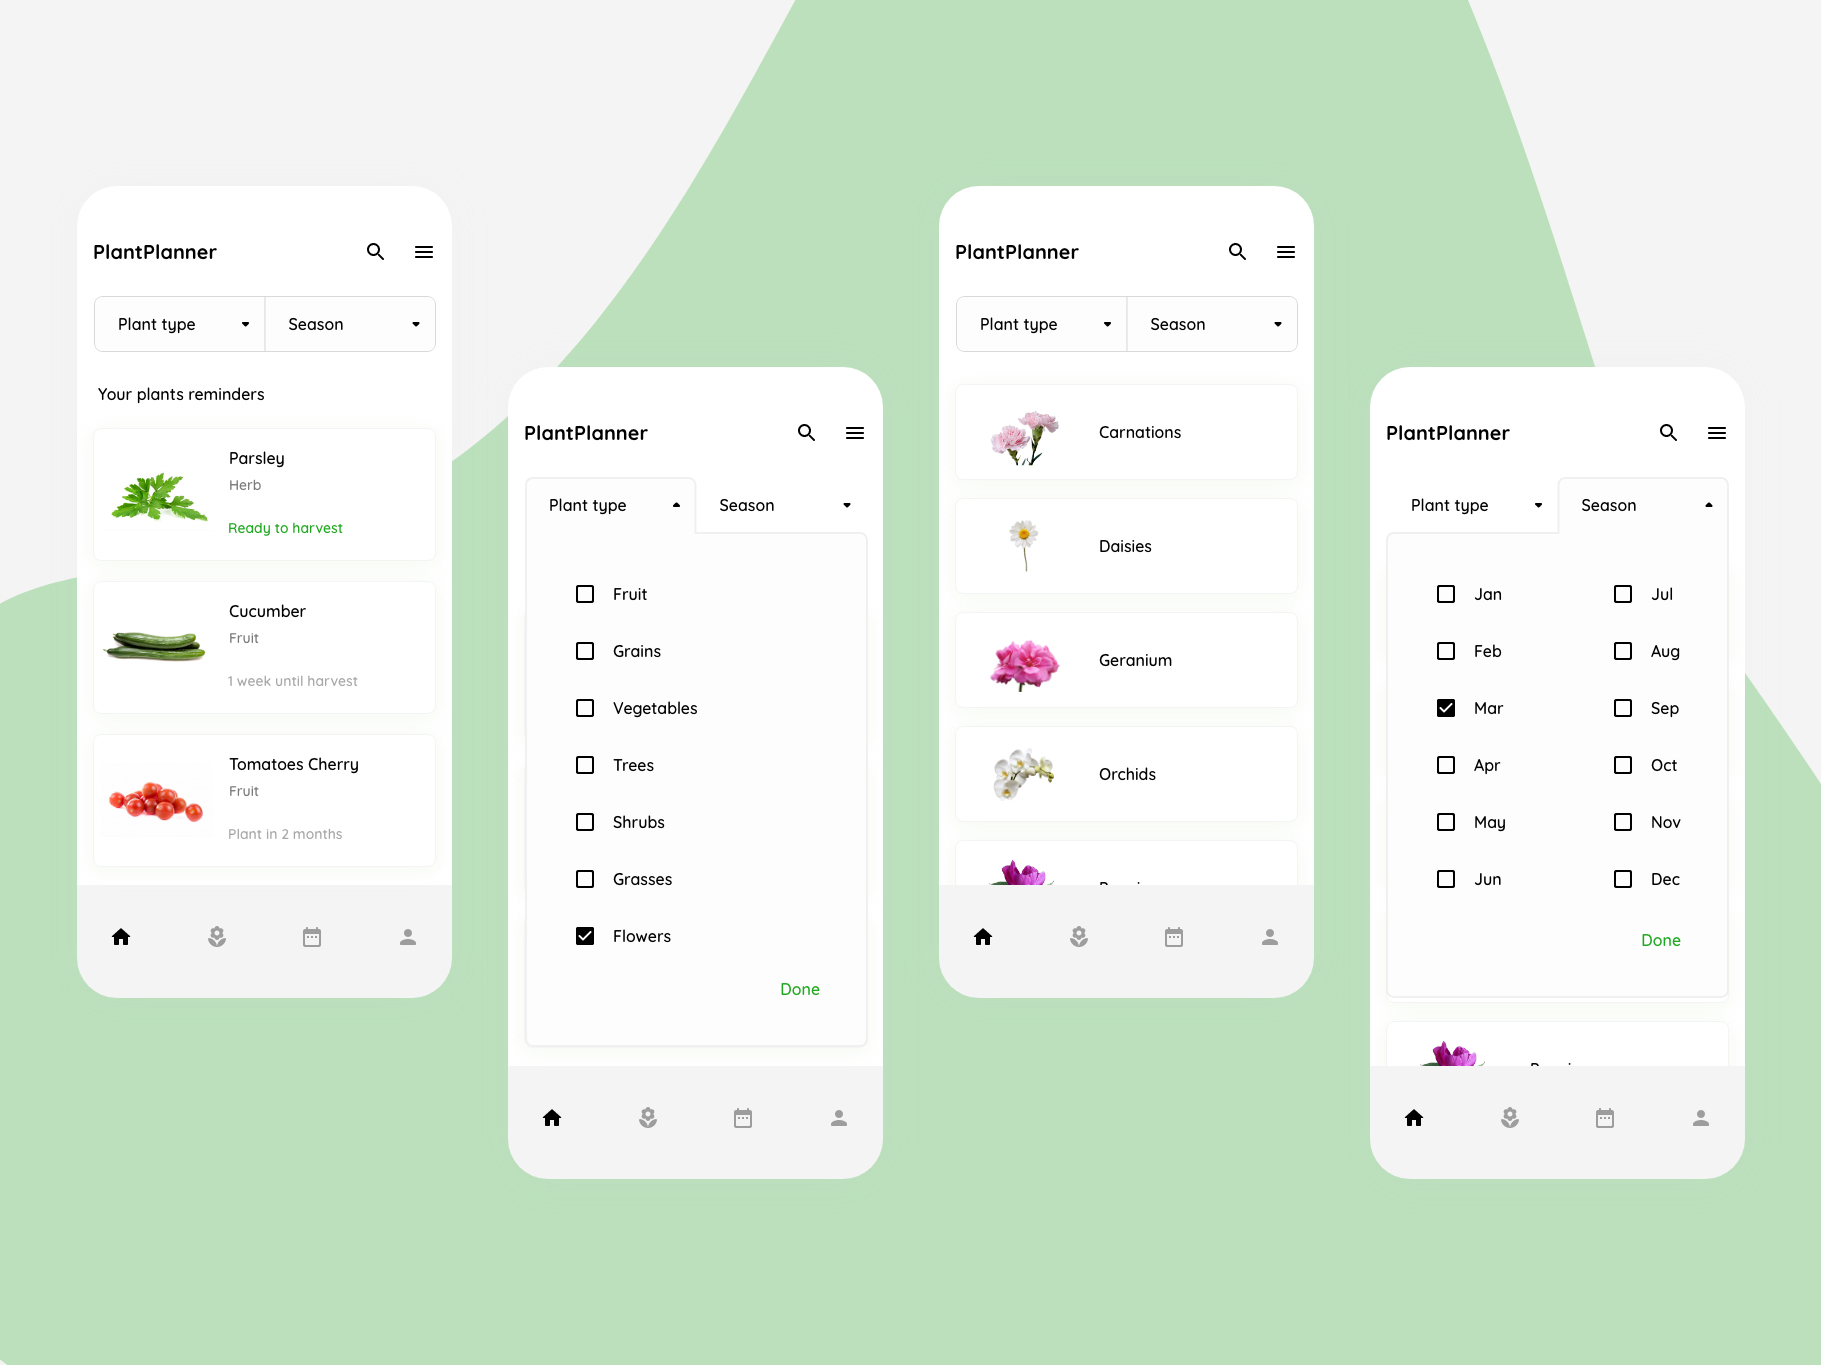 PlantPlanner
Plant type
Season
Your plants reminders
Parsley
Herb
Ready to harvest
Cucumber
Fruit
1 week until harvest
Tomatoes Cherry
Fruit
Plant in 2 months
PlantPlanner
Plant type
Season
Fruit
Grains
Vegetables
Trees
Shrubs
Grasses
Flowers
Done
PlantPlanner
Plant type
Season
Carnations
Daisies
Geranium
Orchids
PlantPlanner
Plant type
Season
Jan
Jul
Feb
Aug
Mar
Sep
Apr
Oct
May
Nov
Jun
Dec
Done